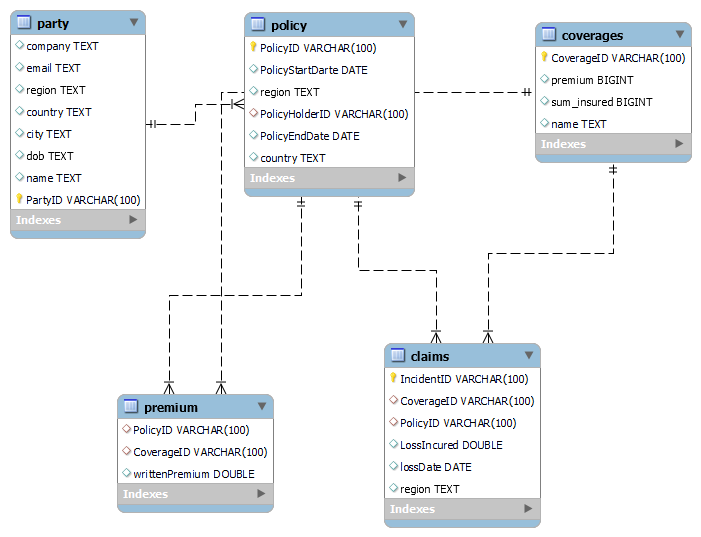 party
company TEXT
email TEXT
region TEXT
country TEXT
city TEXT
dob TEXT
name TEXT
PartyID VARCHAR(100)
Indexes
policy
PolicyID VARCHAR(100)
PolicyStartDarte DATE
region TEXT
PolicyHolderID VARCHAR(100)
PolicyEndDate DATE
country TEXT
Indexes
coverages
CoverageID VARCHAR(100)
premium BIGINT
sum_insured BIGINT
name TEXT
Indexes
premium
PolicyID VARCHAR(100)
CoverageID VARCHAR(100)
writtenPremium DOUBLE
Indexes
claims
IncidentID VARCHAR(100)
CoverageID VARCHAR(100)
PolicyID VARCHAR(100)
LossIncured DOUBLE
lossDate DATE
region TEXT
Indexes